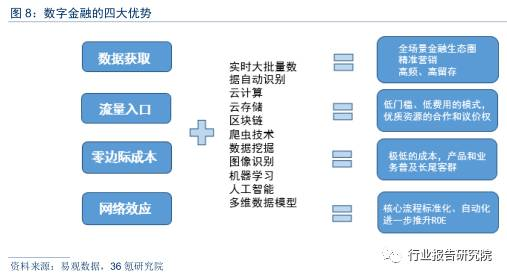 图 8：数字金融的四大优势
数据获取
流量入口
零边际成本
网络效应
实时大批量数
据自动识别
云计算
云存储
区块链
爬虫技术
数据挖掘
图像识别
机器学习
人工智能
多维数据模型
全场景金融生态圈
精准营销
高频、高留存
低门槛、低费用的模式，
优质资源的合作和议价权
极低的成本，产品和业
务普及长尾客群
核心流程标准化、自动化
进一步推升ROE
资料来源：易观数据，36 氪研究院
行业报告研究院